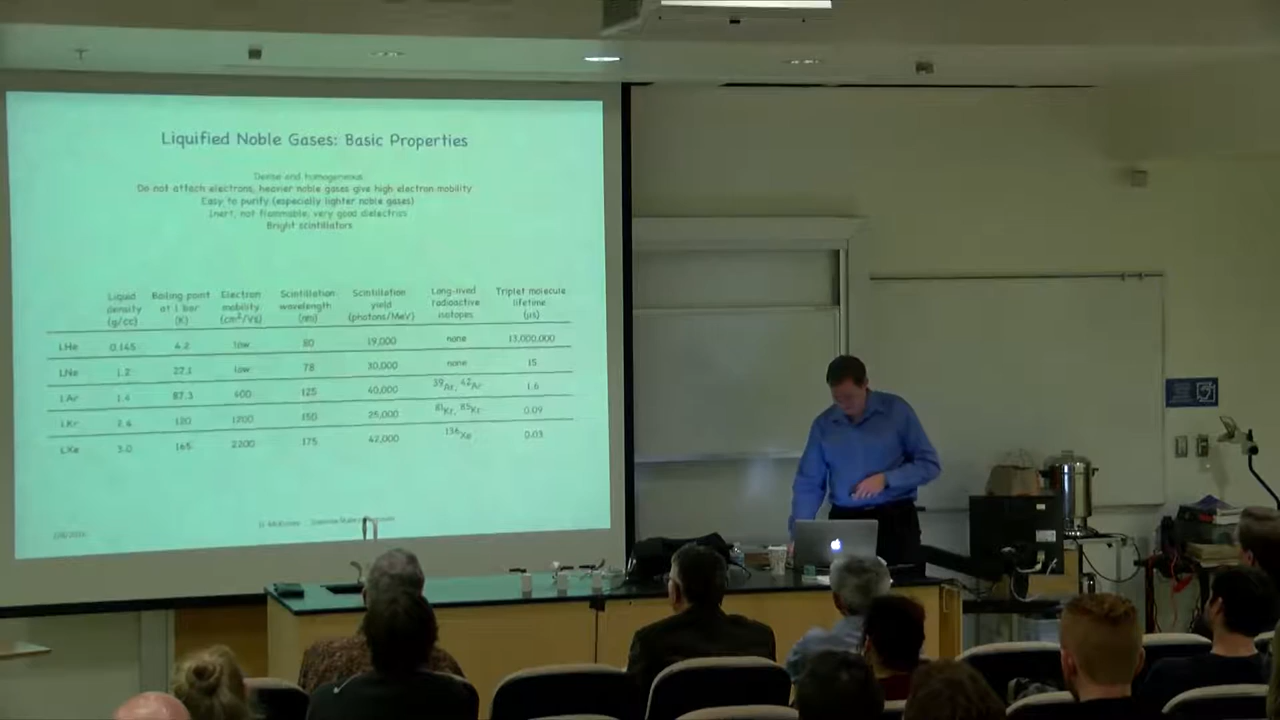 Liquified Noble Gases: Basic Properties
Dense and homogeneous
Do not attach electrons, heavier noble gases give high electron mobility
Easy to purify (especially lighter noble gases)
Inert, not flammable, very good dielectrics
Bright scintillators
Liquid density (g/cc) Boiling point at 1 bar (K) Electron mobility (cm²/Vs) Scintillation wavelength (nm) Scintillation yield (photons/MeV) Long-lived radioactive isotopes Triplet molecule lifetime (μs)
LHe 0.145 4.2 low 80 19,000 none 13,000,000
LNe 1.2 27.1 low 78 30,000 none 15
LAr 1.4 87.3 400 125 40,000 ³⁹Ar, ⁴²Ar 1.6
LKr 2.4 120 1200 150 25,000 ⁸¹Kr, ⁸⁵Kr 0.09
LXe 3.0 165 2200 175 42,000 ¹³⁶Xe 0.03